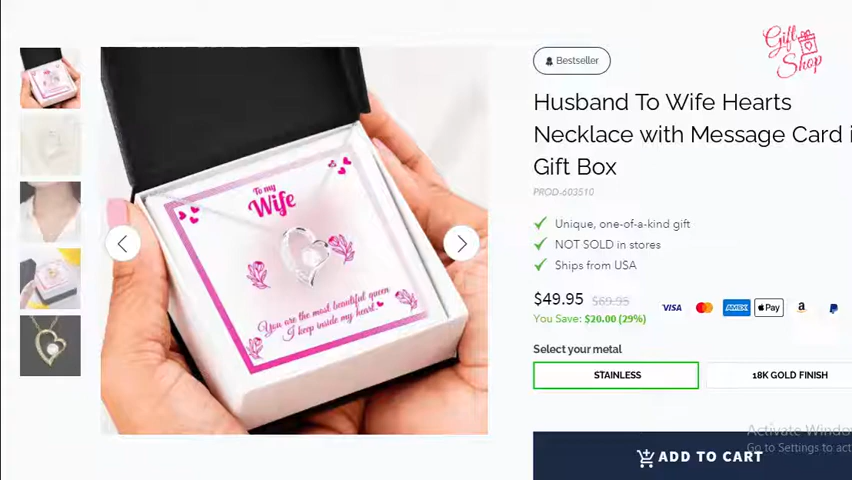 Gift
Shop
Bestseller
Husband To Wife Hearts
Necklace with Message Card
Gift Box
PROD-603510
Unique, one-of-a-kind gift
NOT SOLD in stores
Ships from USA
$49.95 $69.95
VISA
AMEX
Pay
You Save: $20.00 (29%)
Select your metal
STAINLESS
18K GOLD FINISH
ADD TO CART
Activate Window
Go to Settings to act
To my
Wife
You are the most beautiful queen
I keep inside my heart.